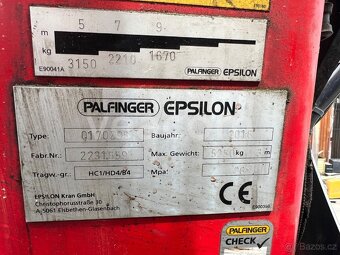 m 5 7 9
kg 3150 2210 1670
E90041A PALFINGER EPSILON
PALFINGER EPSILON
Type: Baujahr: 2016
Fabr.Nr. Max. Gewicht: kg
Tragw.-gr.: HC1/HD4/B4 Mpa
EPSILON Kran GmbH
Christophorusstraße 30
A 5061 Elsbethen-Glasenbach
CE
PALFINGER
CHECK
bazos.cz